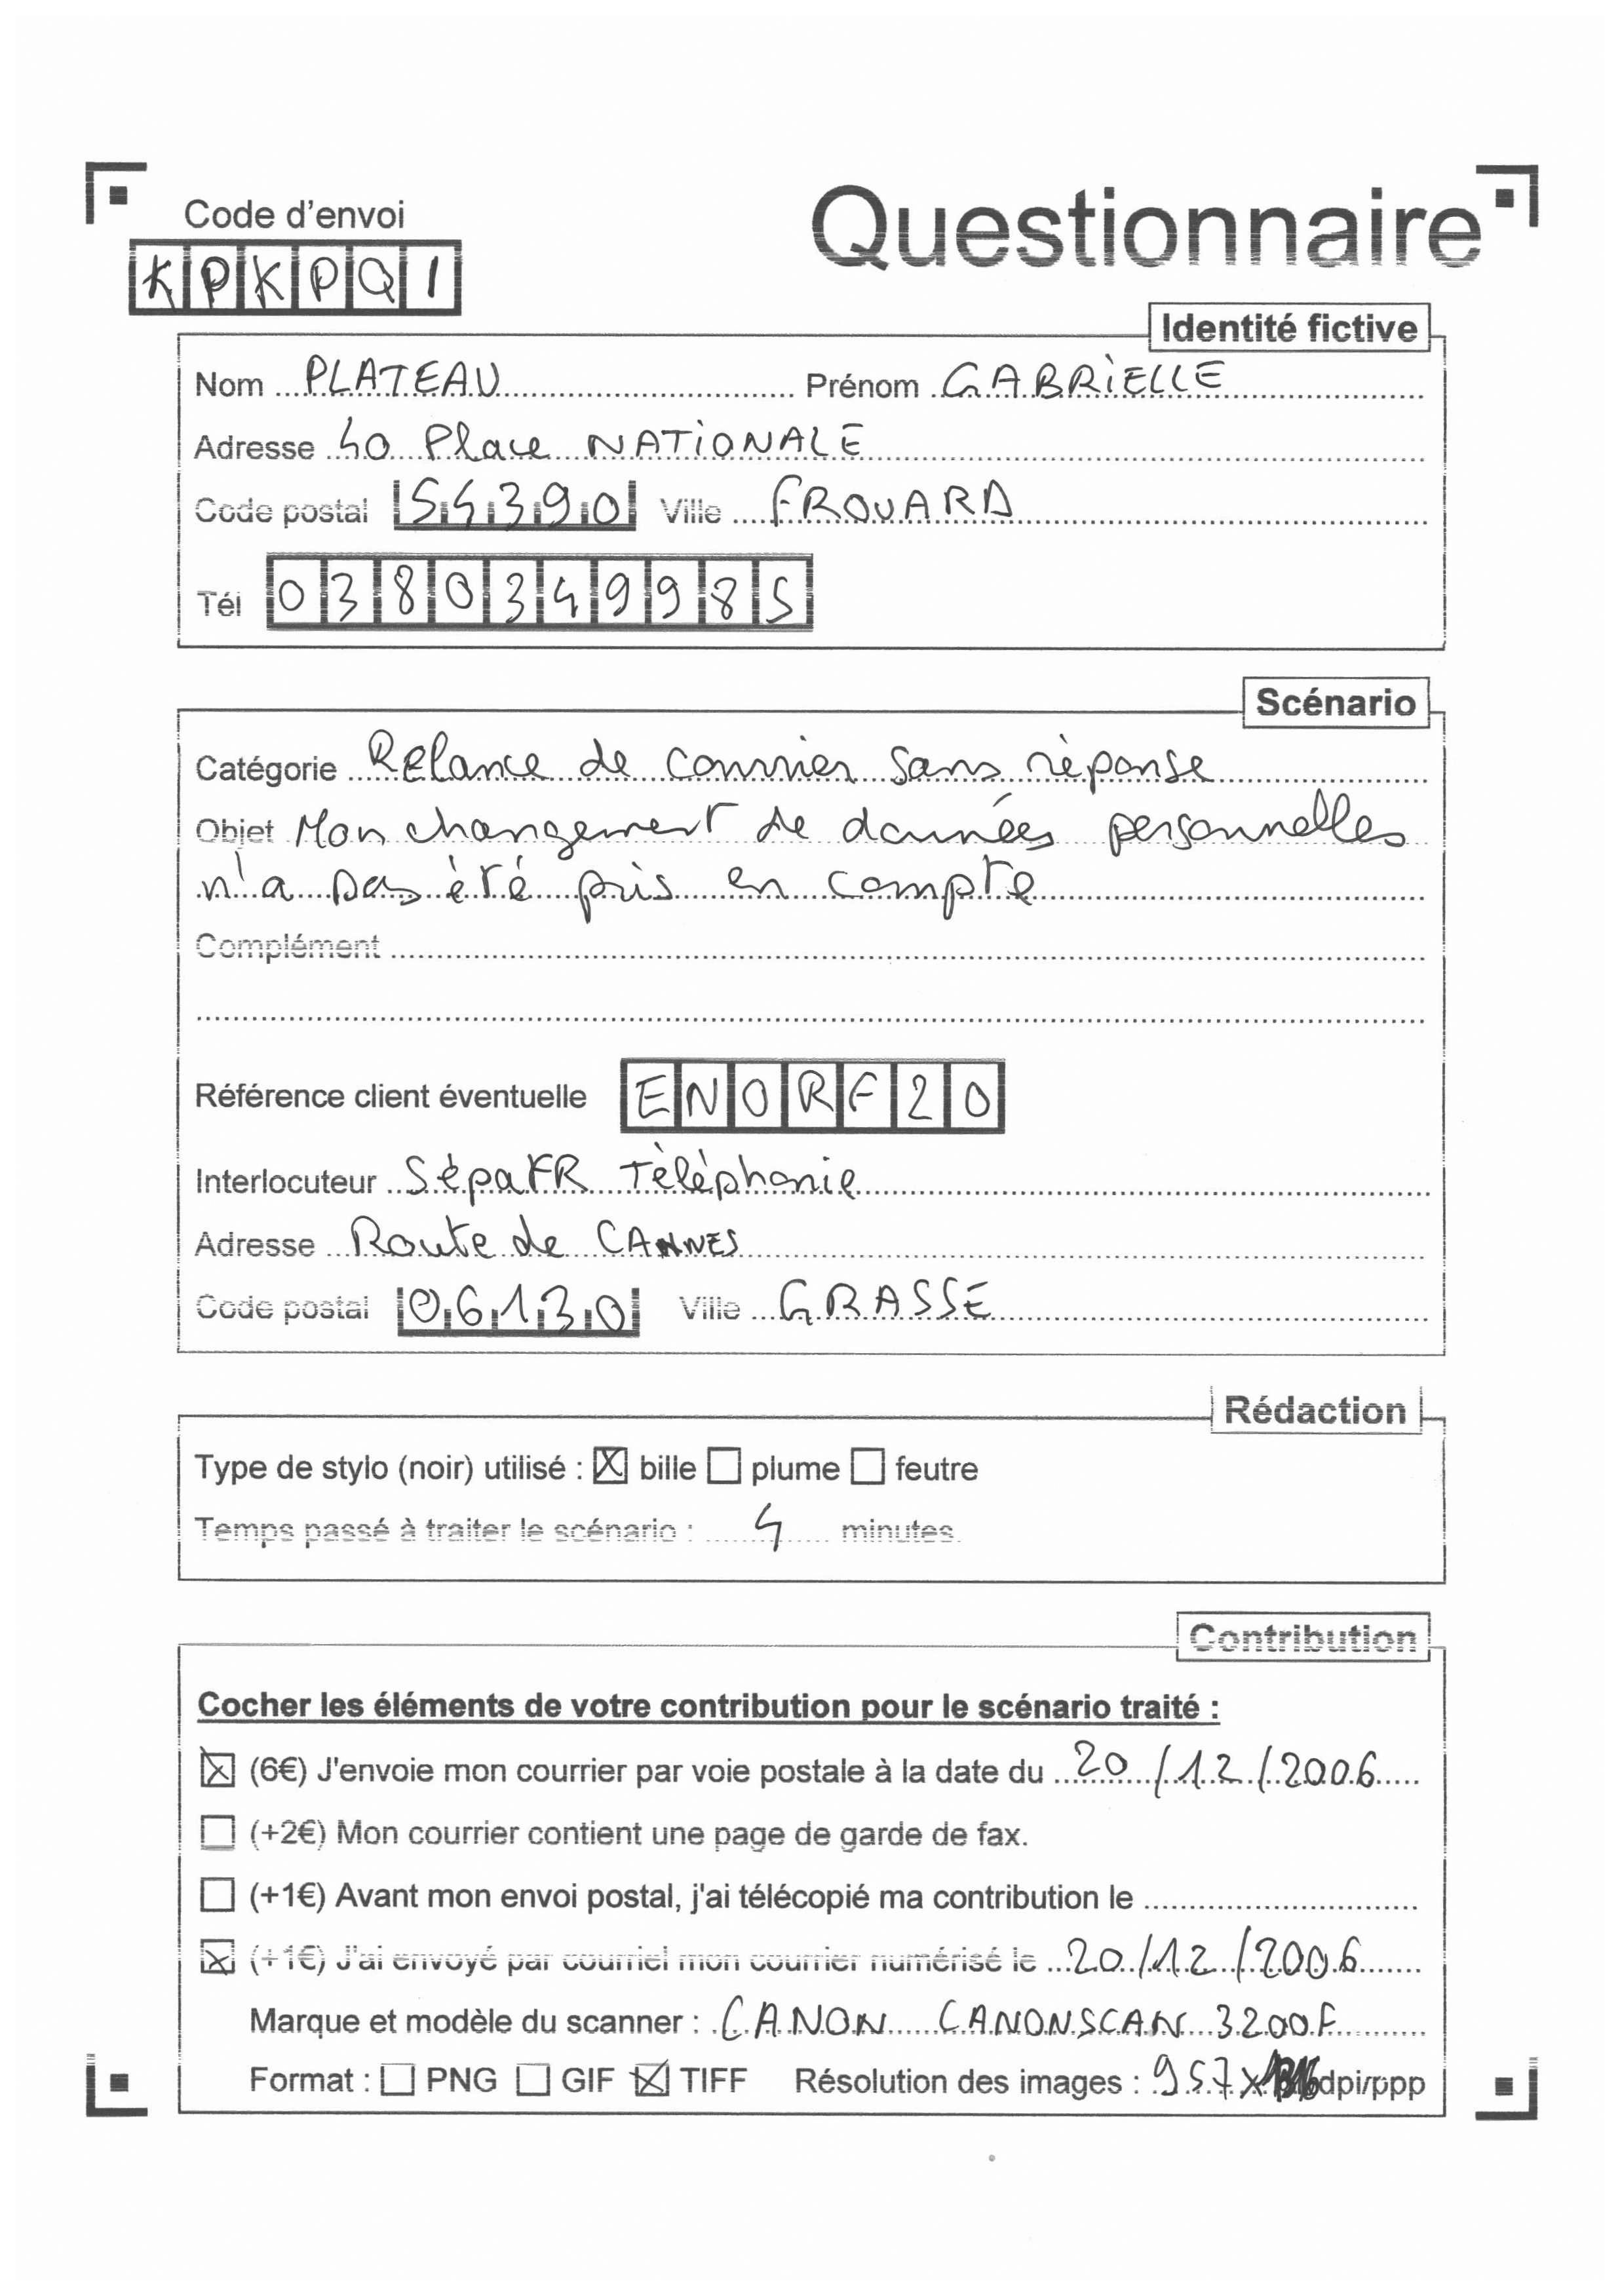 Code d'envoi
Questionnaire
KPKPQ1
Identité fictive
Nom PLATEAU Prénom GABRIELLE
Adresse 40 Place NATIONALE
Code postal 54390 Ville FROUARD
Tél 0380349985
Scénario
Catégorie Relance de courrier sans réponse
Objet Mon changement de données personnelles
n'a pas été pris en compte
Complément
Référence client éventuelle ENORF20
Interlocuteur SépaFR Téléphonie
Adresse Route de CANNES
Code postal 06130 Ville GRASSE
Rédaction
Type de stylo (noir) utilisé : bille plume feutre
Temps passé à traiter le scénario : 4 minutes
Contribution
Cocher les éléments de votre contribution pour le scénario traité :
(6€) J'envoie mon courrier par voie postale à la date du 20/12/2006
(+2€) Mon courrier contient une page de garde de fax.
(+1€) Avant mon envoi postal, j'ai télécopié ma contribution le
(+1€) J'ai envoyé par courriel mon courrier numérisé le 20/12/2006
Marque et modèle du scanner : CANON CANONSCAN 3200F
Format : PNG GIF TIFF Résolution des images : 957 x dpi/ppp